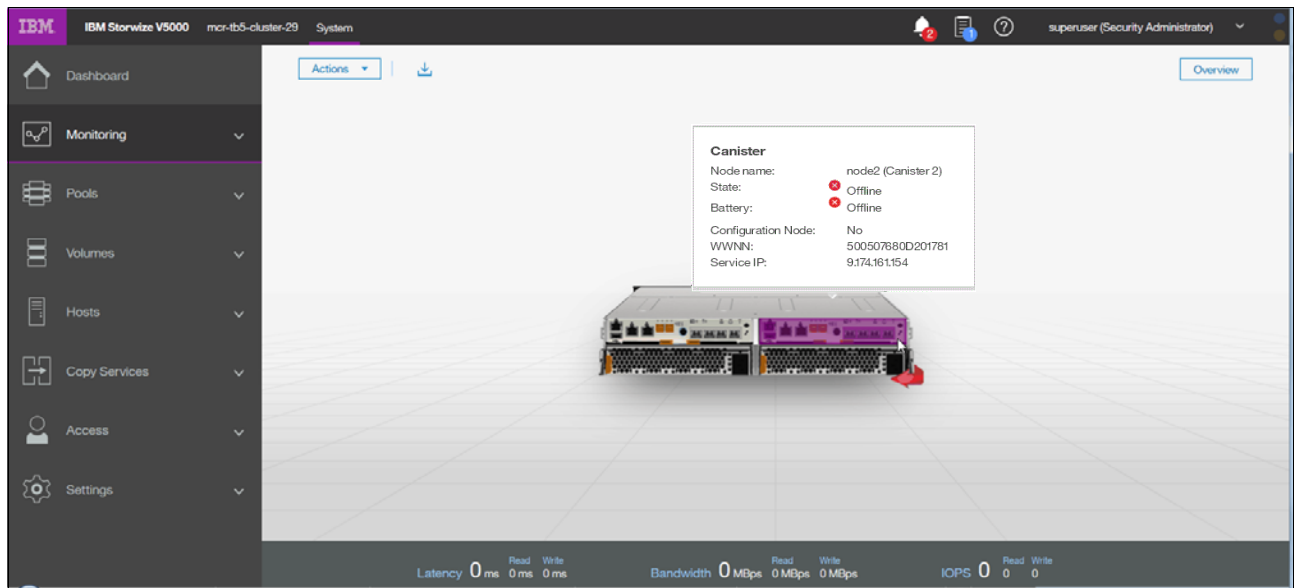 IBM IBM Storwize V5000 mcr-tb5-cluster-29 System 2 1 ? superuser (Security Administrator)
Dashboard
Actions
Overview
Monitoring
Pools
Volumes
Hosts
Copy Services
Access
Settings
Canister
Node name: node2 (Canister 2)
State: Offline
Battery: Offline
Configuration Node: No
WWNN: 500507680D201781
Service IP: 9.174.161.154
Latency 0 ms Read 0 ms Write 0 ms
Bandwidth 0 MBps Read 0 MBps Write 0 MBps
IOPS 0 Read 0 Write 0